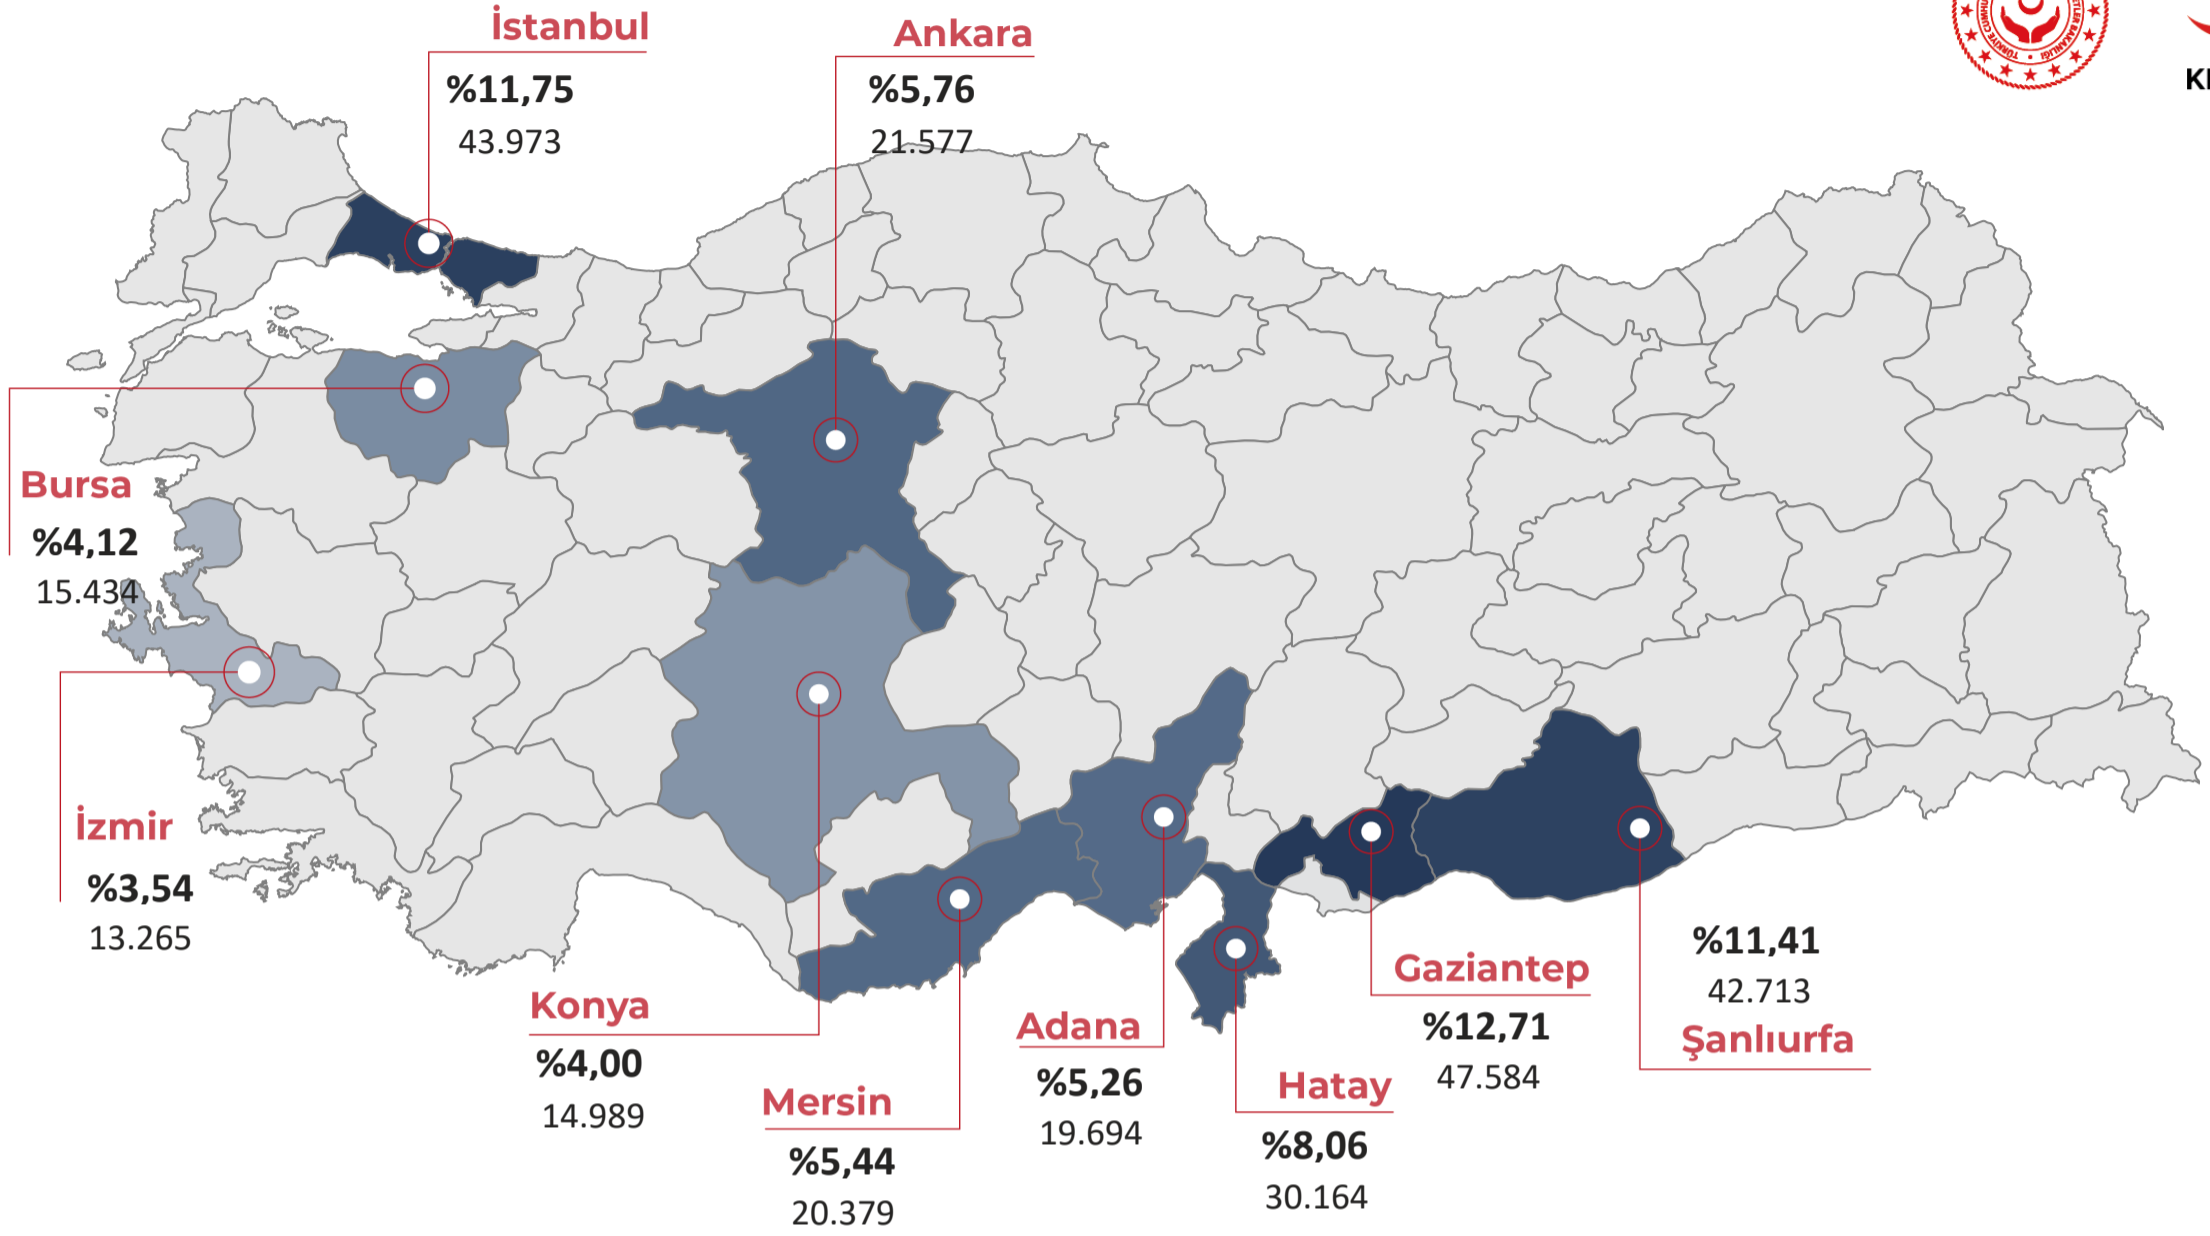 İstanbul
%11,75
43.973
Ankara
%5,76
21.577
Bursa
%4,12
15.434
İzmir
%3,54
13.265
Konya
%4,00
14.989
Mersin
%5,44
20.379
Adana
%5,26
19.694
Hatay
%8,06
30.164
Gaziantep
%12,71
47.584
%11,41
42.713
Şanlıurfa